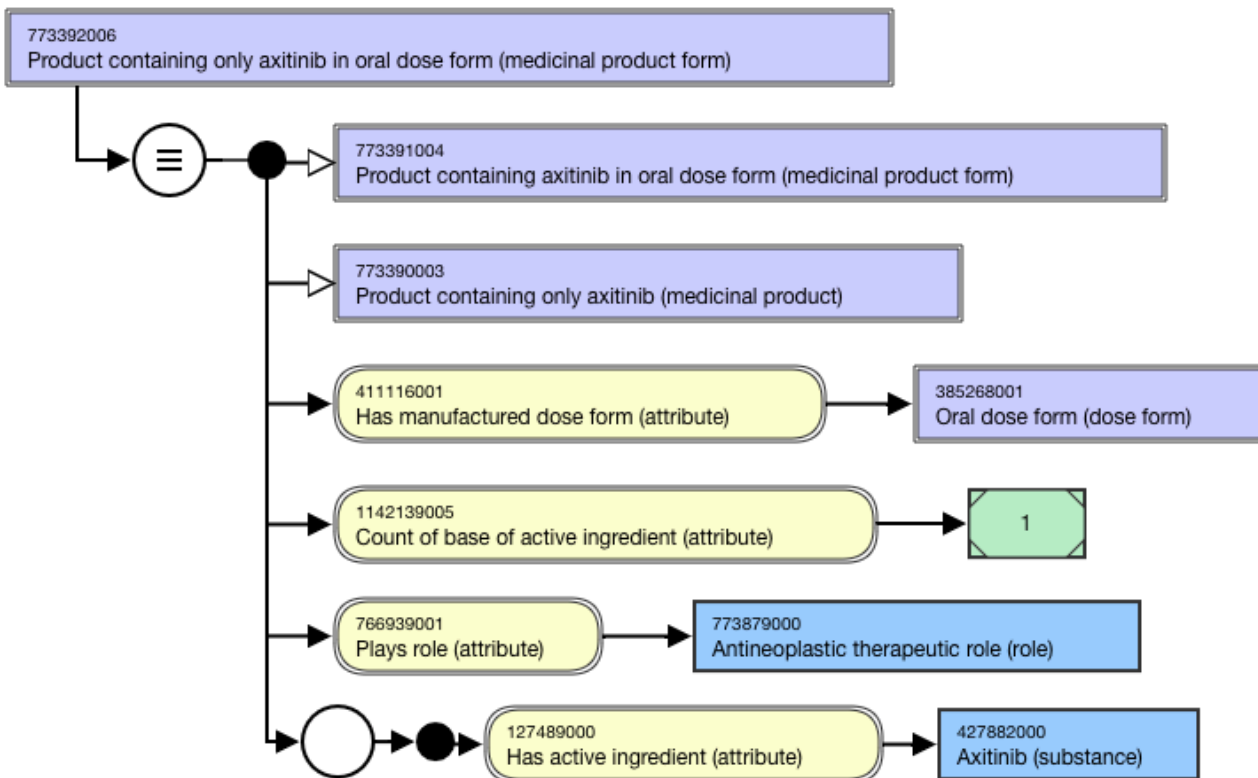 773392006
Product containing only axitinib in oral dose form (medicinal product form)
773391004
Product containing axitinib in oral dose form (medicinal product form)
773390003
Product containing only axitinib (medicinal product)
411116001
Has manufactured dose form (attribute)
385268001
Oral dose form (dose form)
1142139005
Count of base of active ingredient (attribute)
1
766939001
Plays role (attribute)
773879000
Antineoplastic therapeutic role (role)
127489000
Has active ingredient (attribute)
427882000
Axitinib (substance)